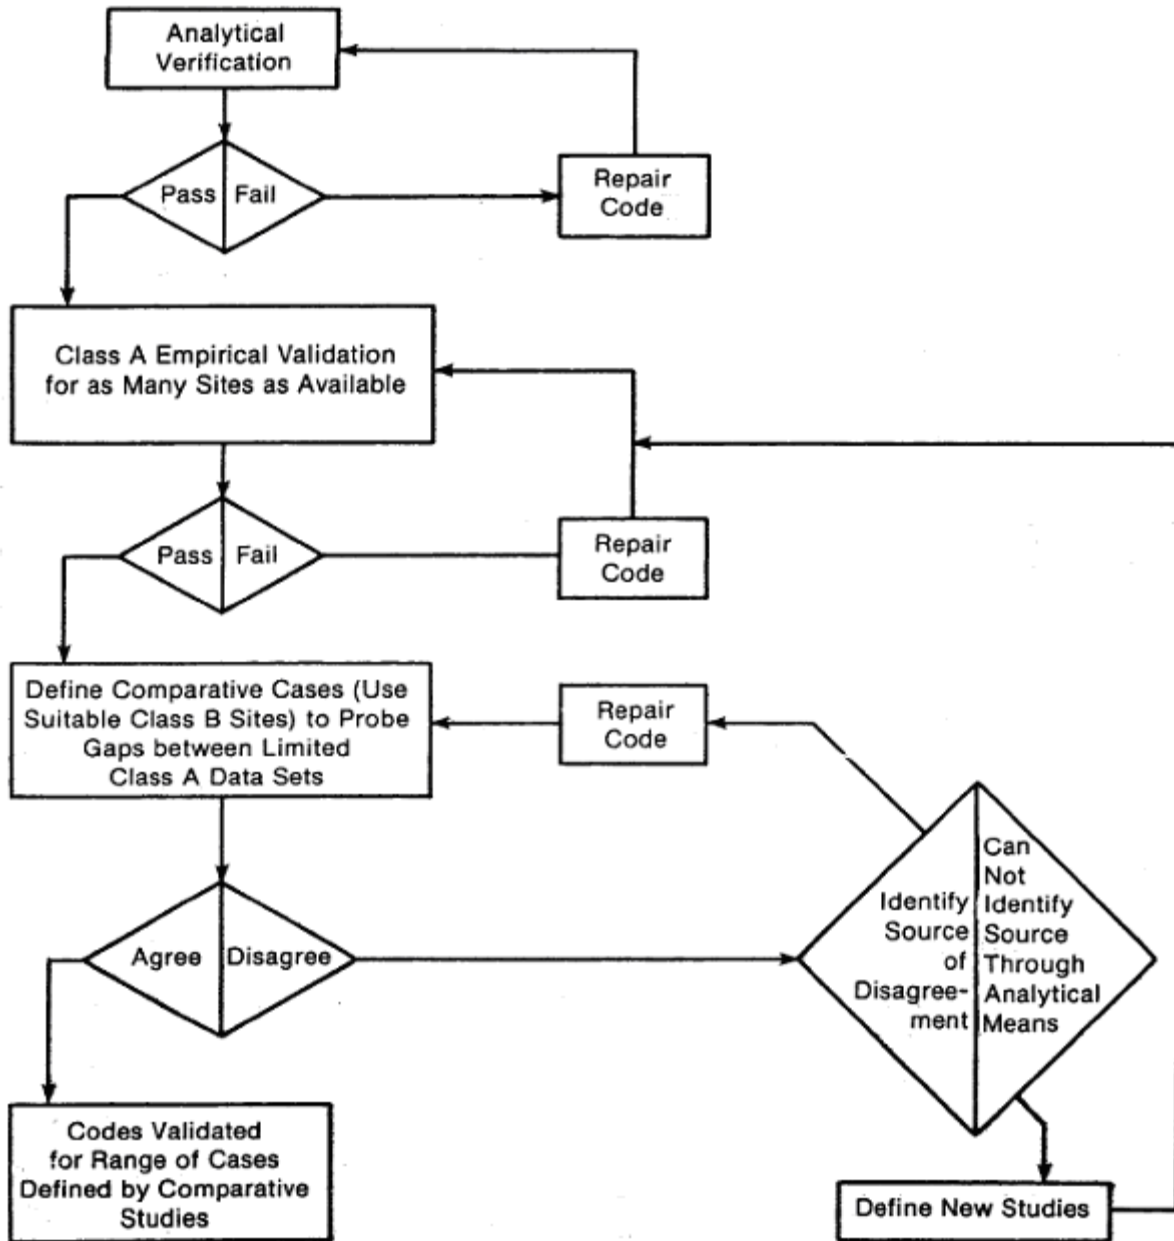 Analytical
Verification
Pass
Fail
Repair
Code
Class A Empirical Validation
for as Many Sites as Available
Pass
Fail
Repair
Code
Define Comparative Cases (Use
Suitable Class B Sites) to Probe
Gaps between Limited
Class A Data Sets
Repair
Code
Agree
Disagree
Identify
Source
of
Disagree-
ment
Can
Not
Identify
Source
Through
Analytical
Means
Codes Validated
for Range of Cases
Defined by Comparative
Studies
Define New Studies